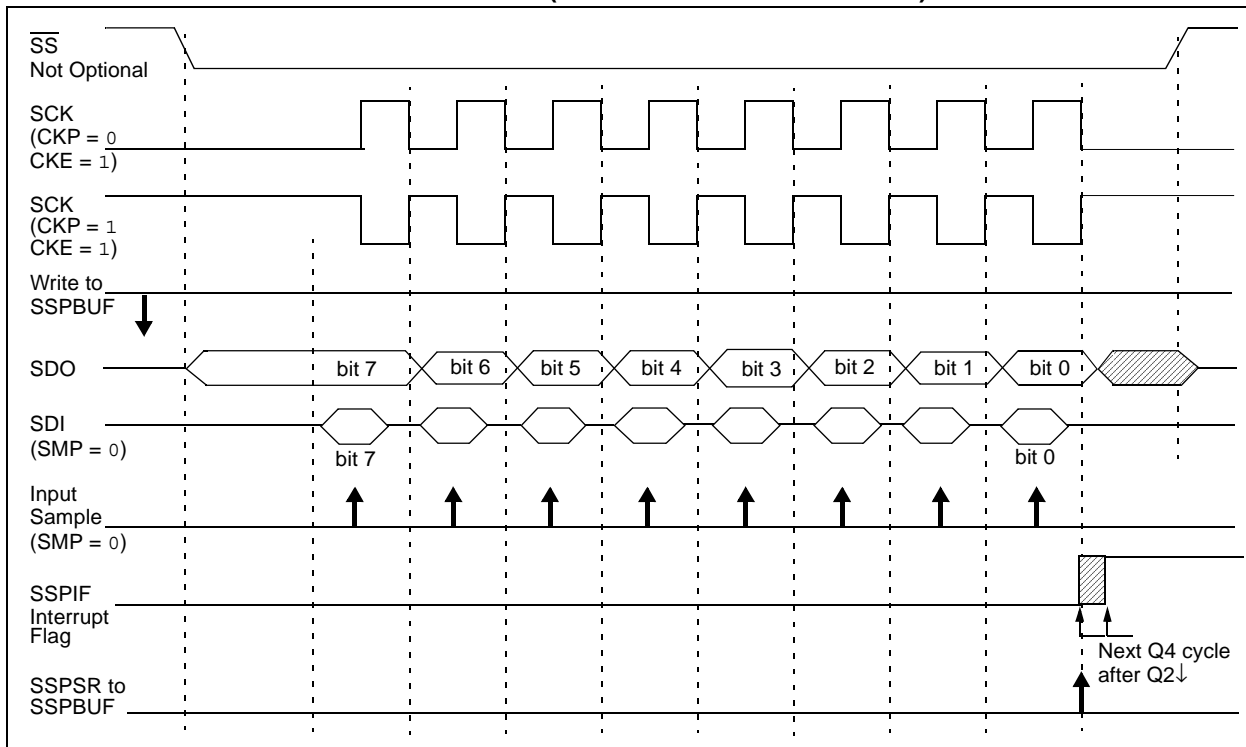 SS
Not Optional
SCK
(CKP = 0
CKE = 1)
SCK
(CKP = 1
CKE = 1)
Write to
SSPBUF
SDO
bit 7 bit 6 bit 5 bit 4 bit 3 bit 2 bit 1 bit 0
SDI
(SMP = 0)
bit 7 bit 0
Input
Sample
(SMP = 0)
SSPIF
Interrupt
Flag
Next Q4 cycle
after Q2↓
SSPSR to
SSPBUF